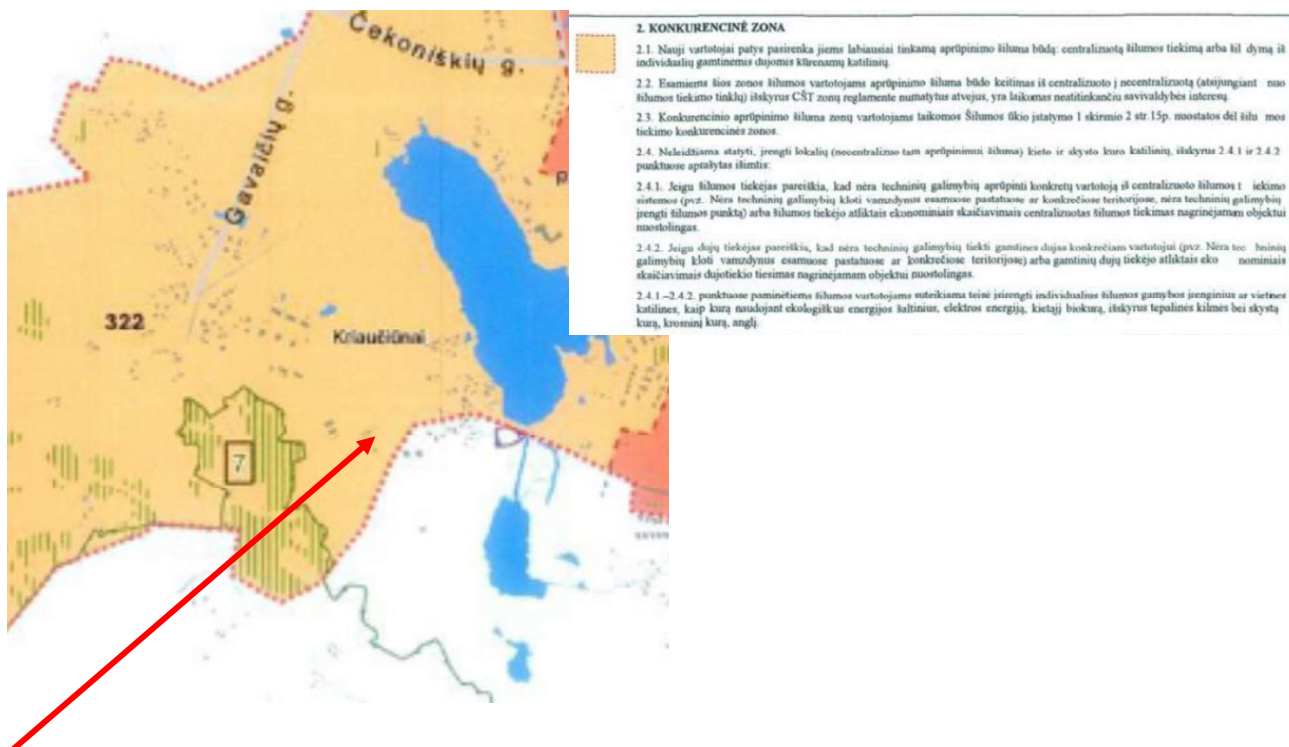 Čekoniškių g.
Gavaičių g.
322
Kriaučiūnai
7
2. KONKURENCINĖ ZONA
2.1. Nauji vartotojai patys pasirenka jiems labiausiai tinkamą aprūpinimo šiluma būdą: centralizuotą šilumos tiekimą arba šil dymą iš
individualių gamtinėmis dujomis kūrenamų katilinių.
2.2. Esamiems šios zonos šilumos vartotojams aprūpinimo šiluma būdo keitimas iš centralizuoto į necentralizuotą (atsijungiant nuo
šilumos tiekimo tinklų) išskyrus CŠT zonų reglamente numatytus atvejus, yra laikomas neatitinkančiu savivaldybės interesų.
2.3. Konkurencinio aprūpinimo šiluma zonų vartotojams taikomos Šilumos ūkio įstatymo 1 skirsnio 2 str.15p. nuostatos dėl šilu mos
tiekimo konkurencinės zonos.
2.4. Neleidžiama statyti, įrengti lokalių (necentralizuo tam aprūpinimui šiluma) kieto ir skysto kuro katilinių, išskyrus 2.4.1 ir 2.4.2
punktuose aprašytas išimtis:
2.4.1. Jeigu šilumos tiekėjas pareiškia, kad nėra techninių galimybių aprūpinti konkretų vartotoją iš centralizuoto šilumos t iekimo
sistemos (pvz. Nėra techninių galimybių kloti vamzdynus esamuose pastatuose ar konkrečiose teritorijose, nėra techninių galimybių
įrengti šilumos punktą) arba šilumos tiekėjo atliktais ekonominiais skaičiavimais centralizuotas šilumos tiekimas nagrinėjamam objektui
nuostolingas.
2.4.2. Jeigu dujų tiekėjas pareiškia, kad nėra techninių galimybių tiekti gamtines dujas konkrečiam vartotojui (pvz. Nėra tec hninių
galimybių kloti vamzdynus esamuose pastatuose ar konkrečiose teritorijose) arba gamtinių dujų tiekėjo atliktais eko nominiais
skaičiavimais dujotiekio tiesimas nagrinėjamam objektui nuostolingas.
2.4.1.–2.4.2. punktuose paminėtiems šilumos vartotojams suteikiama teisė įsirengti individualius šilumos gamybos įrenginius ar vietines
katilines, kaip kurą naudojant ekologiškus energijos šaltinius, elektros energiją, kietąjį biokurą, išskyrus tepalinės kilmės bei skystą
kurą, krosninį kurą, anglį.